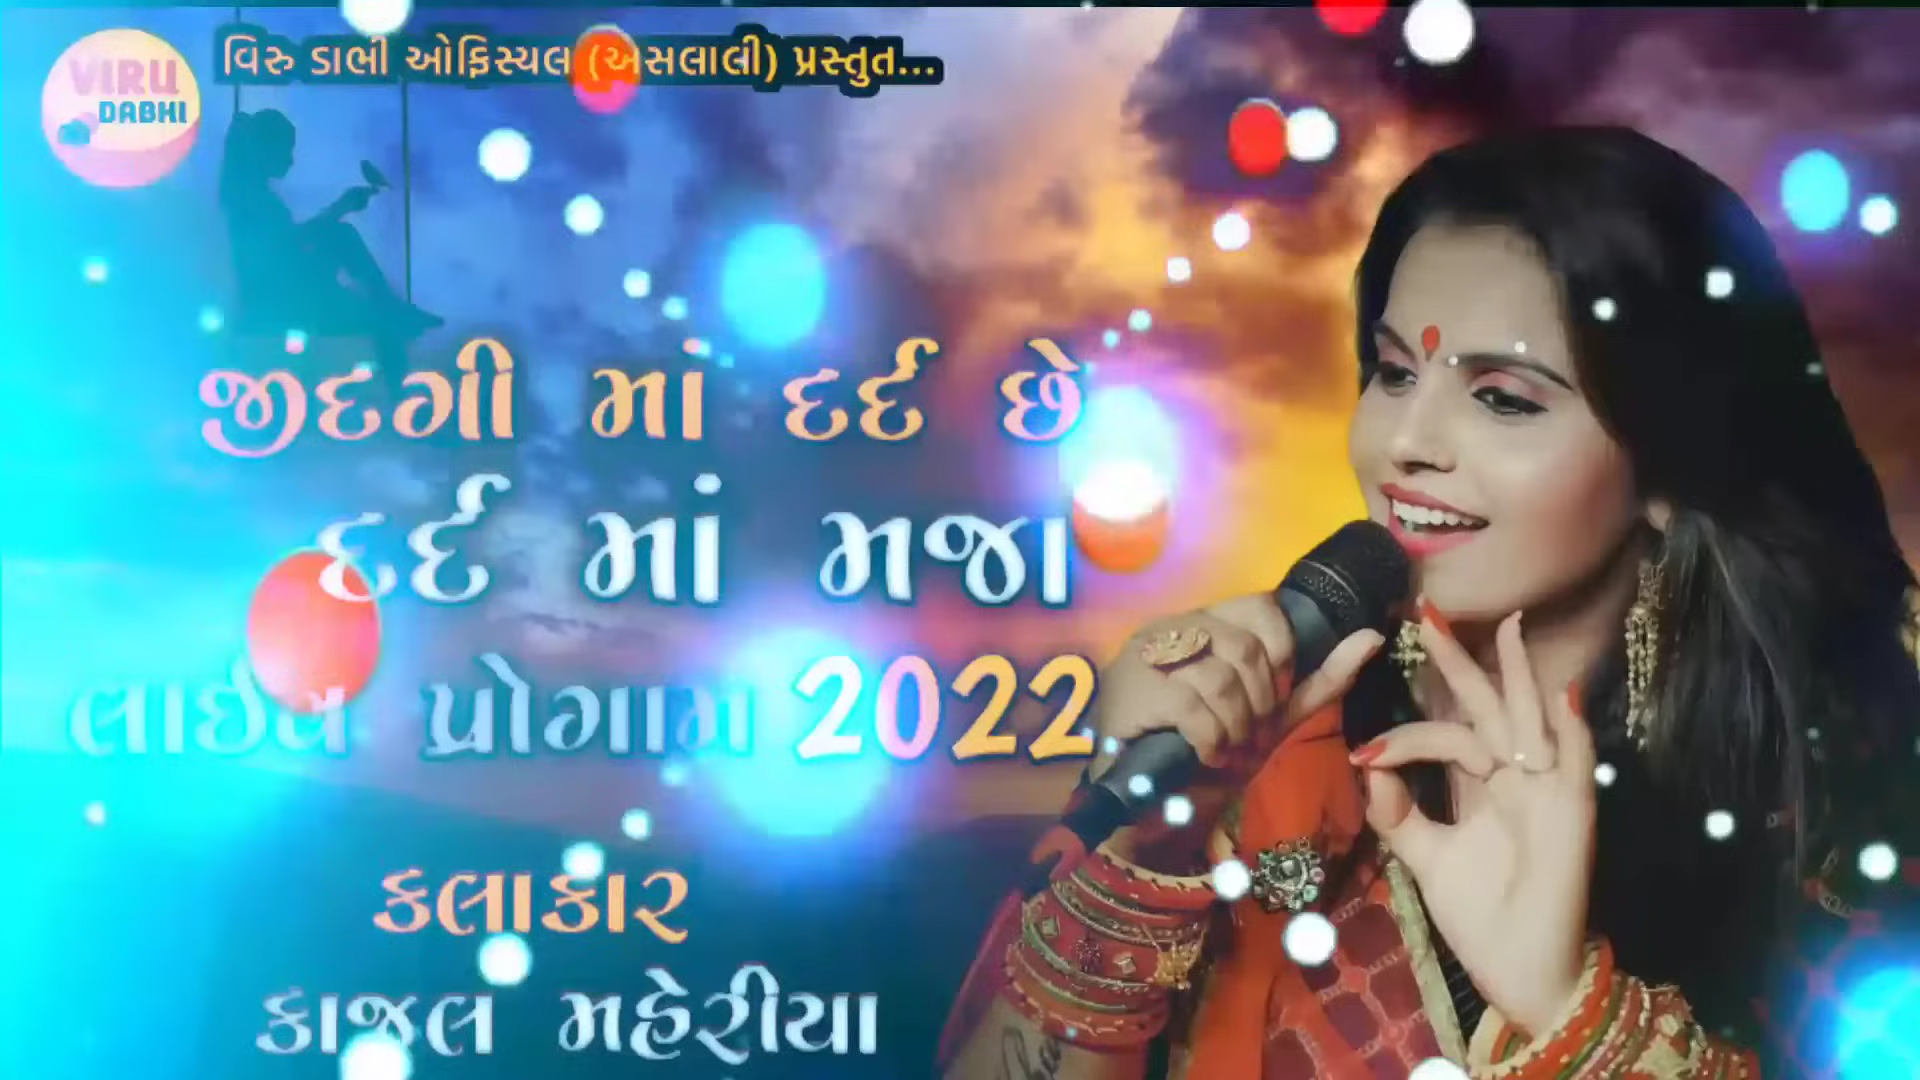 VIRU
DABHI
વિરુ ડાભી ઓફિસ્યલ (અસલાલી) પ્રસ્તુત...
જીંદગી માં દર્દ છે
દર્દ માં મજા
લાઈવ પ્રોગામ 2022
કલાકાર
કાજલ મહેરીયા